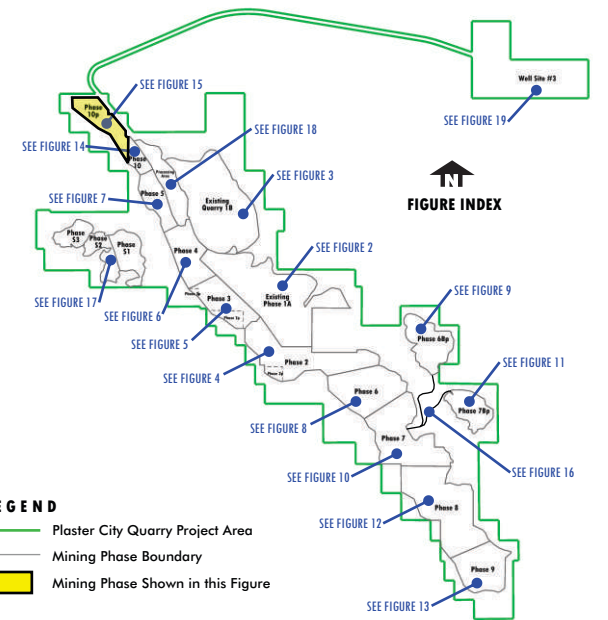 Well Site #3
SEE FIGURE 19
SEE FIGURE 15
Phase
10p
SEE FIGURE 18
SEE FIGURE 14
Phase
10
Processing
Area
SEE FIGURE 3
N
FIGURE INDEX
SEE FIGURE 7
Phase 5
Existing
Quarry 1B
Phase
S3
Phase
S2
Phase
S1
Phase 4
SEE FIGURE 2
SEE FIGURE 17
SEE FIGURE 6
Existing
Phase 1A
Phase 3
SEE FIGURE 9
Phase 6Bp
SEE FIGURE 5
SEE FIGURE 4
Phase 2
Phase 2p
SEE FIGURE 11
Phase 7Bp
Phase 6
SEE FIGURE 8
Phase 7
SEE FIGURE 10
SEE FIGURE 16
Phase 8
SEE FIGURE 12
Phase 9
SEE FIGURE 13
EGEND
Plaster City Quarry Project Area
Mining Phase Boundary
Mining Phase Shown in this Figure